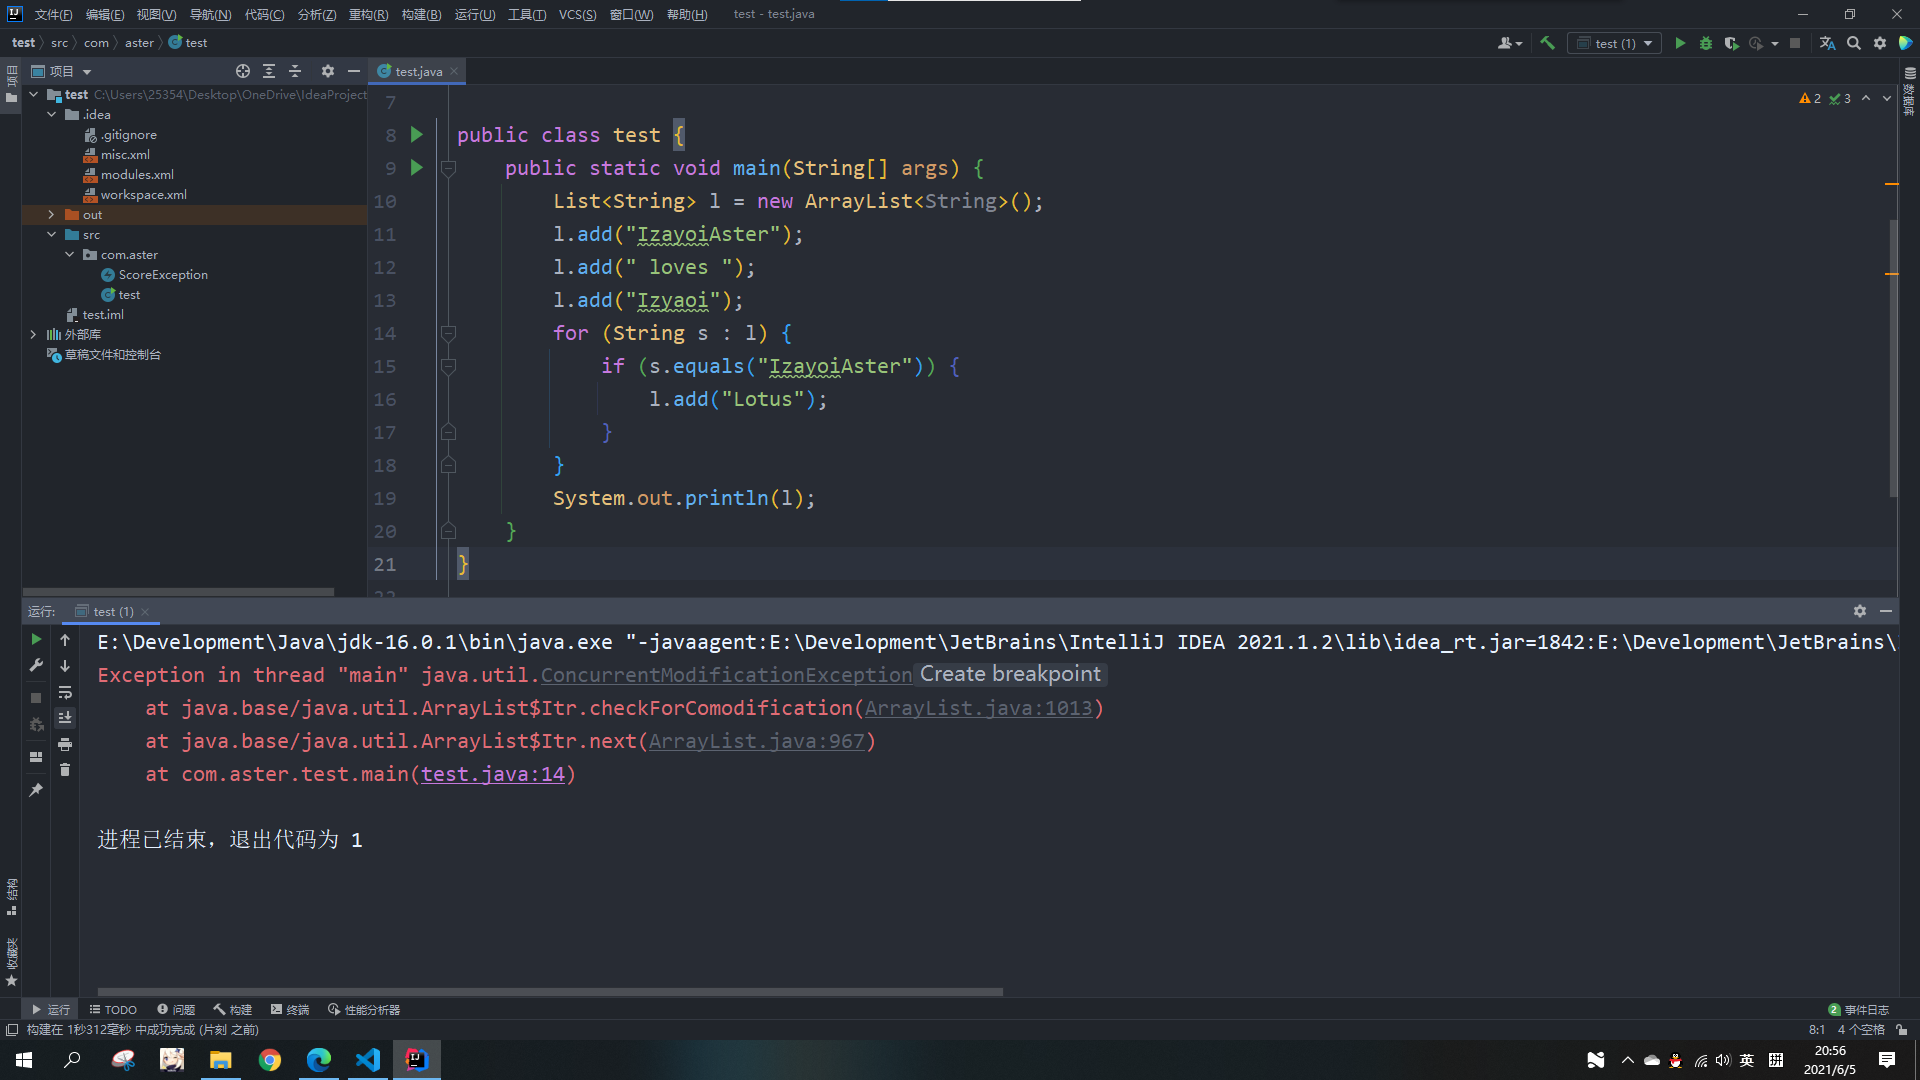 文件(F) 编辑(E) 视图(V) 导航(N) 代码(C) 分析(Z) 重构(R) 构建(B) 运行(U) 工具(T) VCS(S) 窗口(W) 帮助(H) test - test.java
test 〉 src 〉 com 〉 aster 〉 test
test (1)
项目
项目
test.java
数据库
test C:\Users\25354\Desktop\OneDrive\IdeaProject
.idea
.gitignore
misc.xml
modules.xml
workspace.xml
out
src
com.aster
ScoreException
test
test.iml
外部库
草稿文件和控制台
2 3
7
8 public class test {
9 public static void main(String[] args) {
10 List<String> l = new ArrayList<String>();
11 l.add("IzayoiAster");
12 l.add(" loves ");
13 l.add("Izyaoi");
14 for (String s : l) {
15 if (s.equals("IzayoiAster")) {
16 l.add("Lotus");
17 }
18 }
19 System.out.println(l);
20 }
21 }
22
运行: test (1)
E:\Development\Java\jdk-16.0.1\bin\java.exe "-javaagent:E:\Development\JetBrains\IntelliJ IDEA 2021.1.2\lib\idea_rt.jar=1842:E:\Development\JetBrains\
Exception in thread "main" java.util.ConcurrentModificationException Create breakpoint
at java.base/java.util.ArrayList$Itr.checkForComodification(ArrayList.java:1013)
at java.base/java.util.ArrayList$Itr.next(ArrayList.java:967)
at com.aster.test.main(test.java:14)
进程已结束，退出代码为 1
结构
收藏夹
运行 TODO 问题 构建 终端 性能分析器 2 事件日志
构建在 1秒312毫秒 中成功完成 (片刻 之前) 8:1 4 个空格
英 拼 20:56
2021/6/5